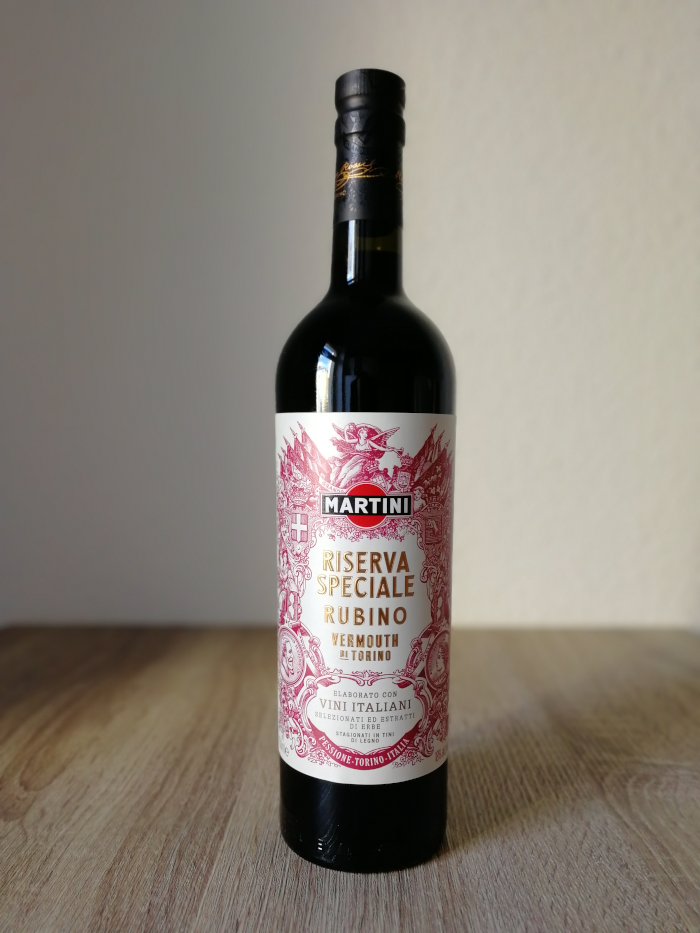 MARTINI
RISERVA
SPECIALE
RUBINO
VERMOUTH
DI TORINO
ELABORATO CON
VINI ITALIANI
SELEZIONATI ED ESTRATTI
DI ERBE
STAGIONATI IN TINI
DI LEGNO
PESSIONE-TORINO-ITALIA